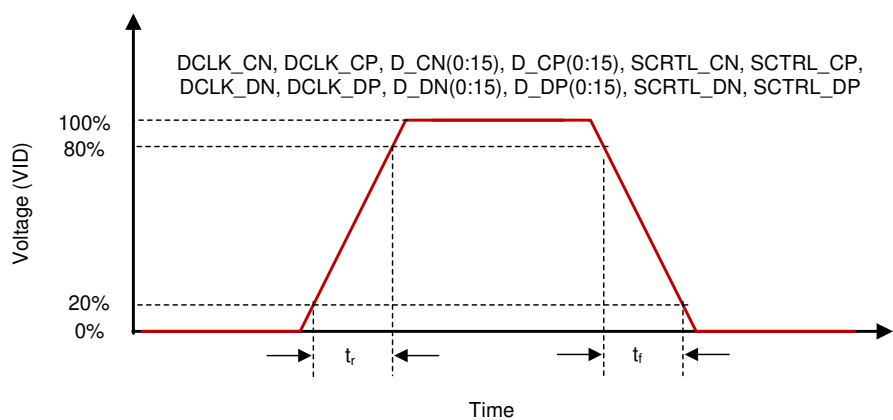 DCLK_CN, DCLK_CP, D_CN(0:15), D_CP(0:15), SCRTL_CN, SCTRL_CP,
DCLK_DN, DCLK_DP, D_DN(0:15), D_DP(0:15), SCRTL_DN, SCTRL_DP
100%
80%
Voltage (VID)
20%
0%
tr
tf
Time